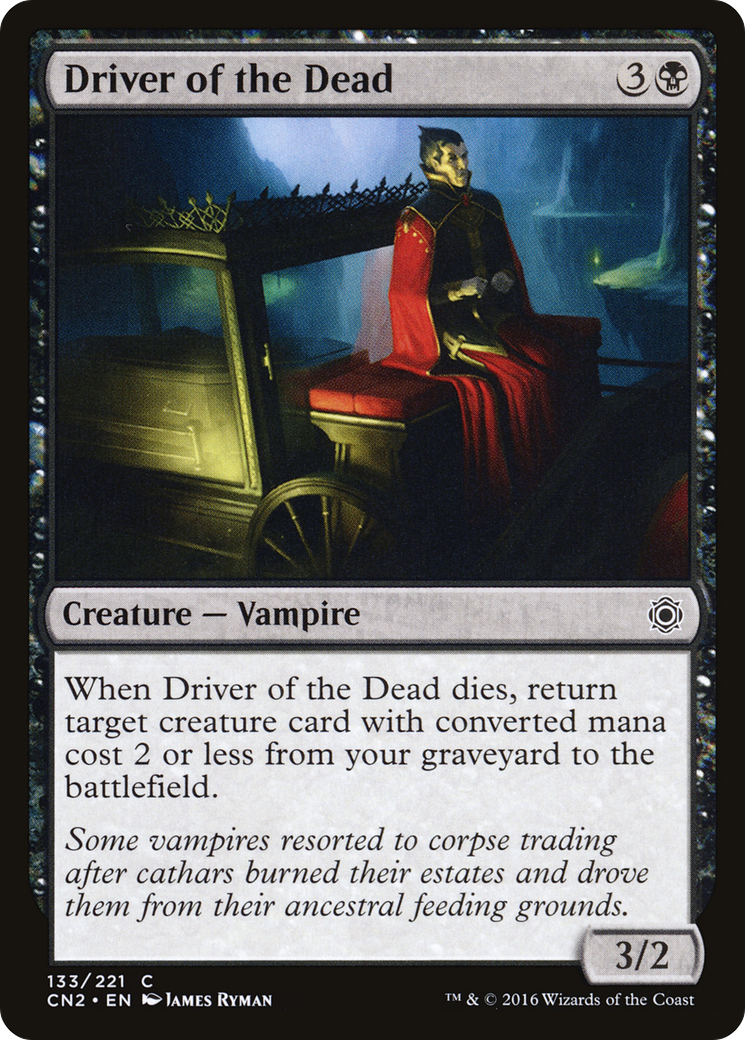 Driver of the Dead 3
Creature — Vampire
When Driver of the Dead dies, return
target creature card with converted mana
cost 2 or less from your graveyard to the
battlefield.
Some vampires resorted to corpse trading
after cathars burned their estates and drove
them from their ancestral feeding grounds.
3/2
133/221 C
CN2 • EN JAMES RYMAN
™ & © 2016 Wizards of the Coast